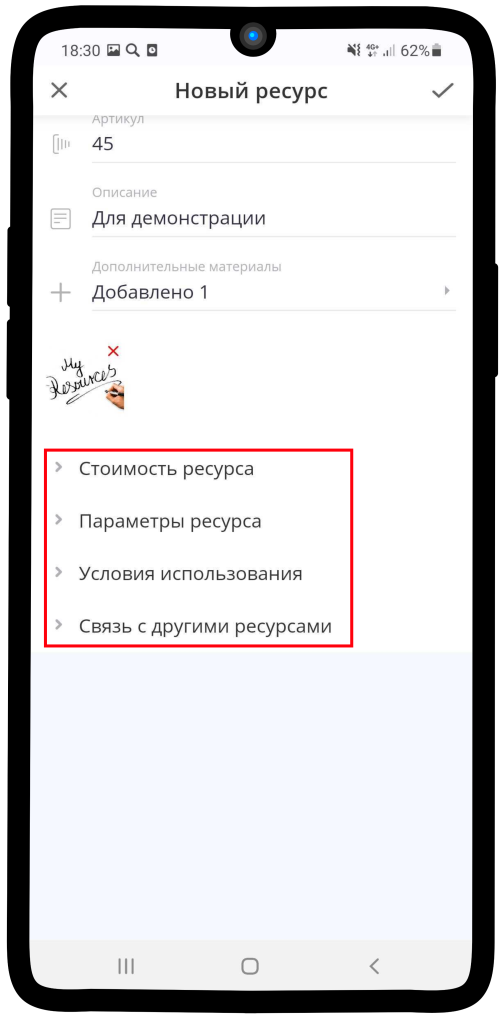 18:30 4G+ 62%
Новый ресурс
Артикул
45
Описание
Для демонстрации
Дополнительные материалы
Добавлено 1
My
Resources
Стоимость ресурса
Параметры ресурса
Условия использования
Связь с другими ресурсами